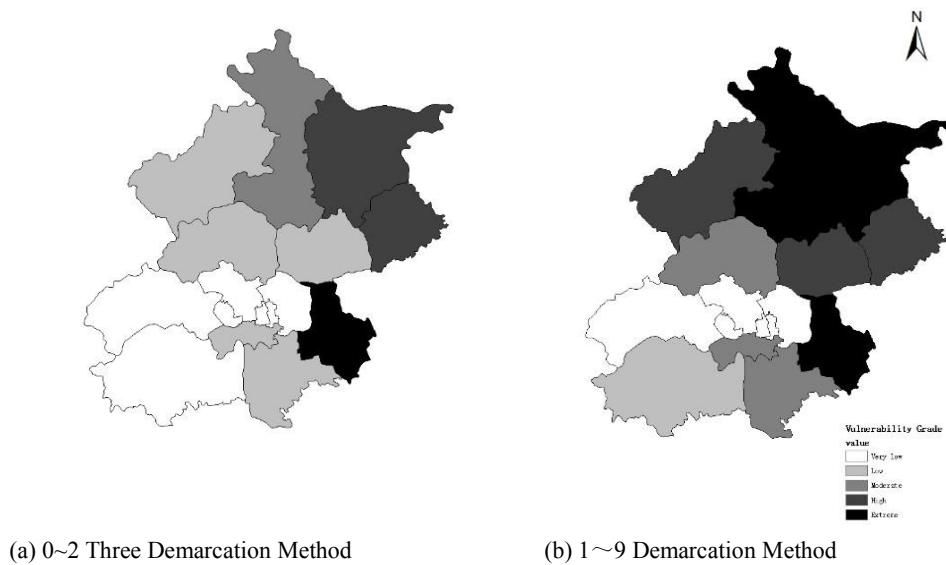 N
Vulnerability Grade
value
Very Low
Low
Moderate
High
Extreme
(a) 0~2 Three Demarcation Method
(b) 1～9 Demarcation Method